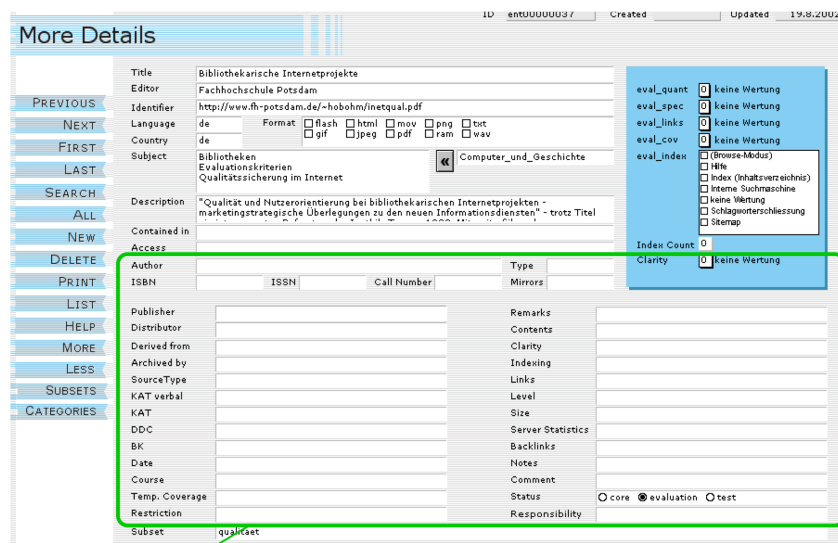 ID ent00000037 Created Updated 19.8.2002
More Details
PREVIOUS
NEXT
FIRST
LAST
SEARCH
ALL
NEW
DELETE
PRINT
LIST
HELP
MORE
LESS
SUBSETS
CATEGORIES
Title Bibliothekarische Internetprojekte
Editor Fachhochschule Potsdam
Identifier http://www.fh-potsdam.de/~hobohm/inetqual.pdf
Language de Format flash html mov png txt
gif jpeg pdf ram wav
Country de
Subject Bibliotheken
Evaluationskriterien
Qualitätssicherung im Internet
« Computer_und_Geschichte
Description "Qualität und Nutzerorientierung bei bibliothekarischen Internetprojekten -
marketingstrategische Überlegungen zu den neuen Informationsdiensten" - trotz Titel
Contained in
Access
eval_quant 0 keine Wertung
eval_spec 0 keine Wertung
eval_links 0 keine Wertung
eval_cov 0 keine Wertung
eval_index (Browse-Modus)
Hilfe
Index (Inhaltsverzeichnis)
Interne Suchmaschine
keine Wertung
Schlagworterschliessung
Sitemap
Index Count 0
Clarity 0 keine Wertung
Author Type
ISBN ISSN Call Number Mirrors
Publisher Remarks
Distributor Contents
Derived from Clarity
Archived by Indexing
SourceType Links
KAT verbal Level
KAT Size
DDC Server Statistics
BK Backlinks
Date Notes
Course Comment
Temp. Coverage Status core evaluation test
Restriction Responsibility
Subset qualitaet